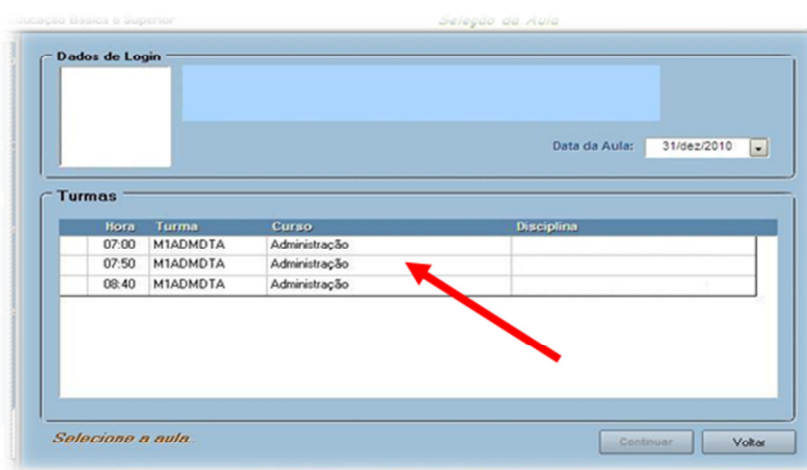 Educação Básica e Superior
Seleção da Aula
Dados de Login
Data da Aula: 31/dez/2010
Turmas
Hora Turma Curso Disciplina
07:00 M1ADMDTA Administração
07:50 M1ADMDTA Administração
08:40 M1ADMDTA Administração
Selecione a aula..
Continuar Voltar